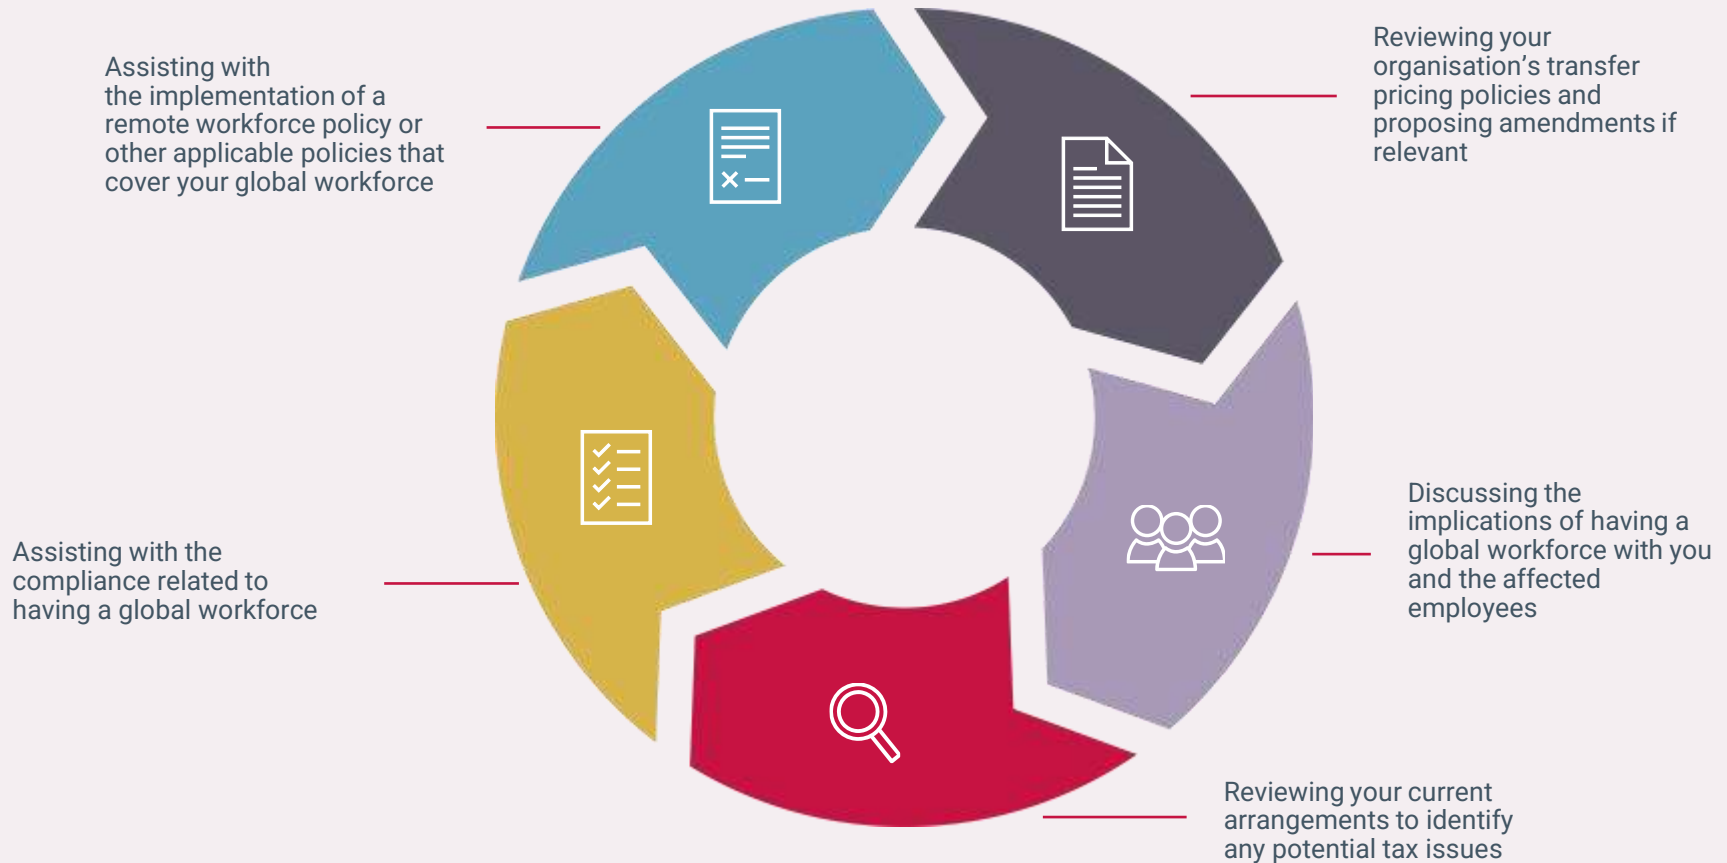 Assisting with
the implementation of a
remote workforce policy or
other applicable policies that
cover your global workforce
Reviewing your
organisation’s transfer
pricing policies and
proposing amendments if
relevant
Discussing the
implications of having a
global workforce with you
and the affected
employees
Assisting with the
compliance related to
having a global workforce
Reviewing your current
arrangements to identify
any potential tax issues